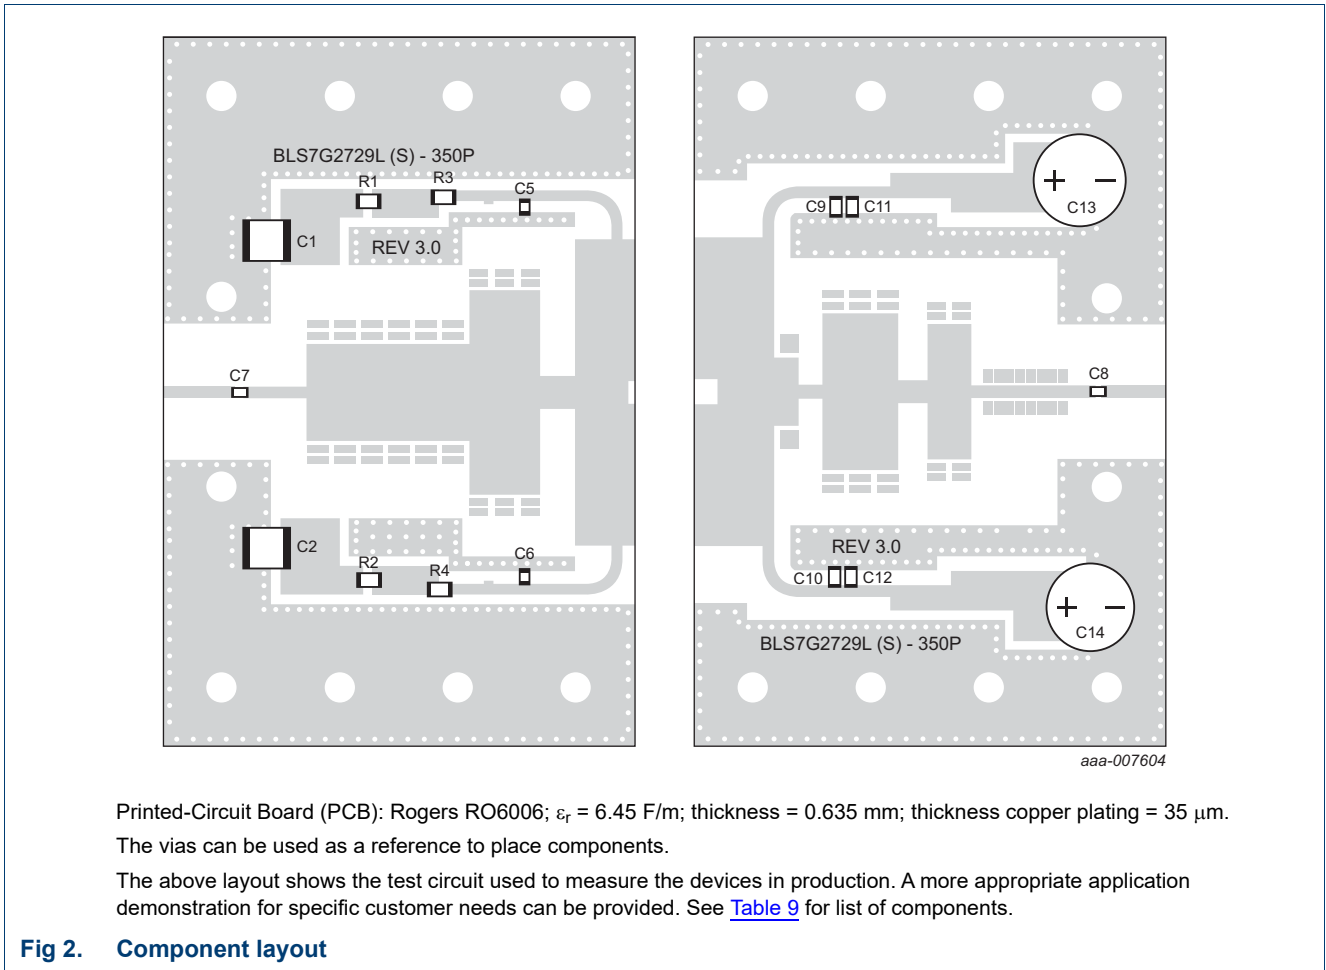 BLS7G2729L (S) - 350P
R1
R3
C5
C1
REV 3.0
C7
C2
R2
R4
C6
C9
C11
+ −
C13
C8
REV 3.0
C10
C12
+ −
C14
BLS7G2729L (S) - 350P
aaa-007604
Printed-Circuit Board (PCB): Rogers RO6006; εr = 6.45 F/m; thickness = 0.635 mm; thickness copper plating = 35 μm.
The vias can be used as a reference to place components.
The above layout shows the test circuit used to measure the devices in production. A more appropriate application
demonstration for specific customer needs can be provided. See Table 9 for list of components.
Fig 2. Component layout